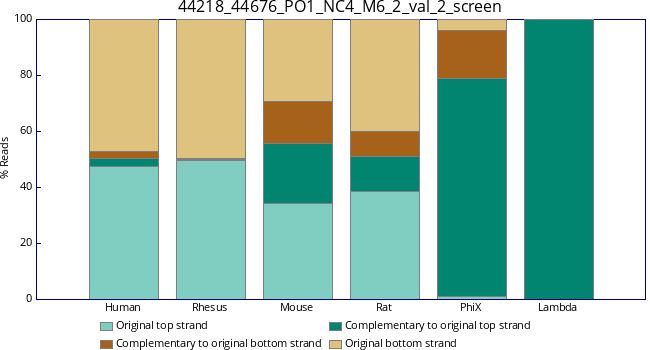 44218_44676_PO1_NC4_M6_2_val_2_screen
% Reads
100
80
60
40
20
0
Human Rhesus Mouse Rat PhiX Lambda
Original top strand Complementary to original top strand
Complementary to original bottom strand Original bottom strand